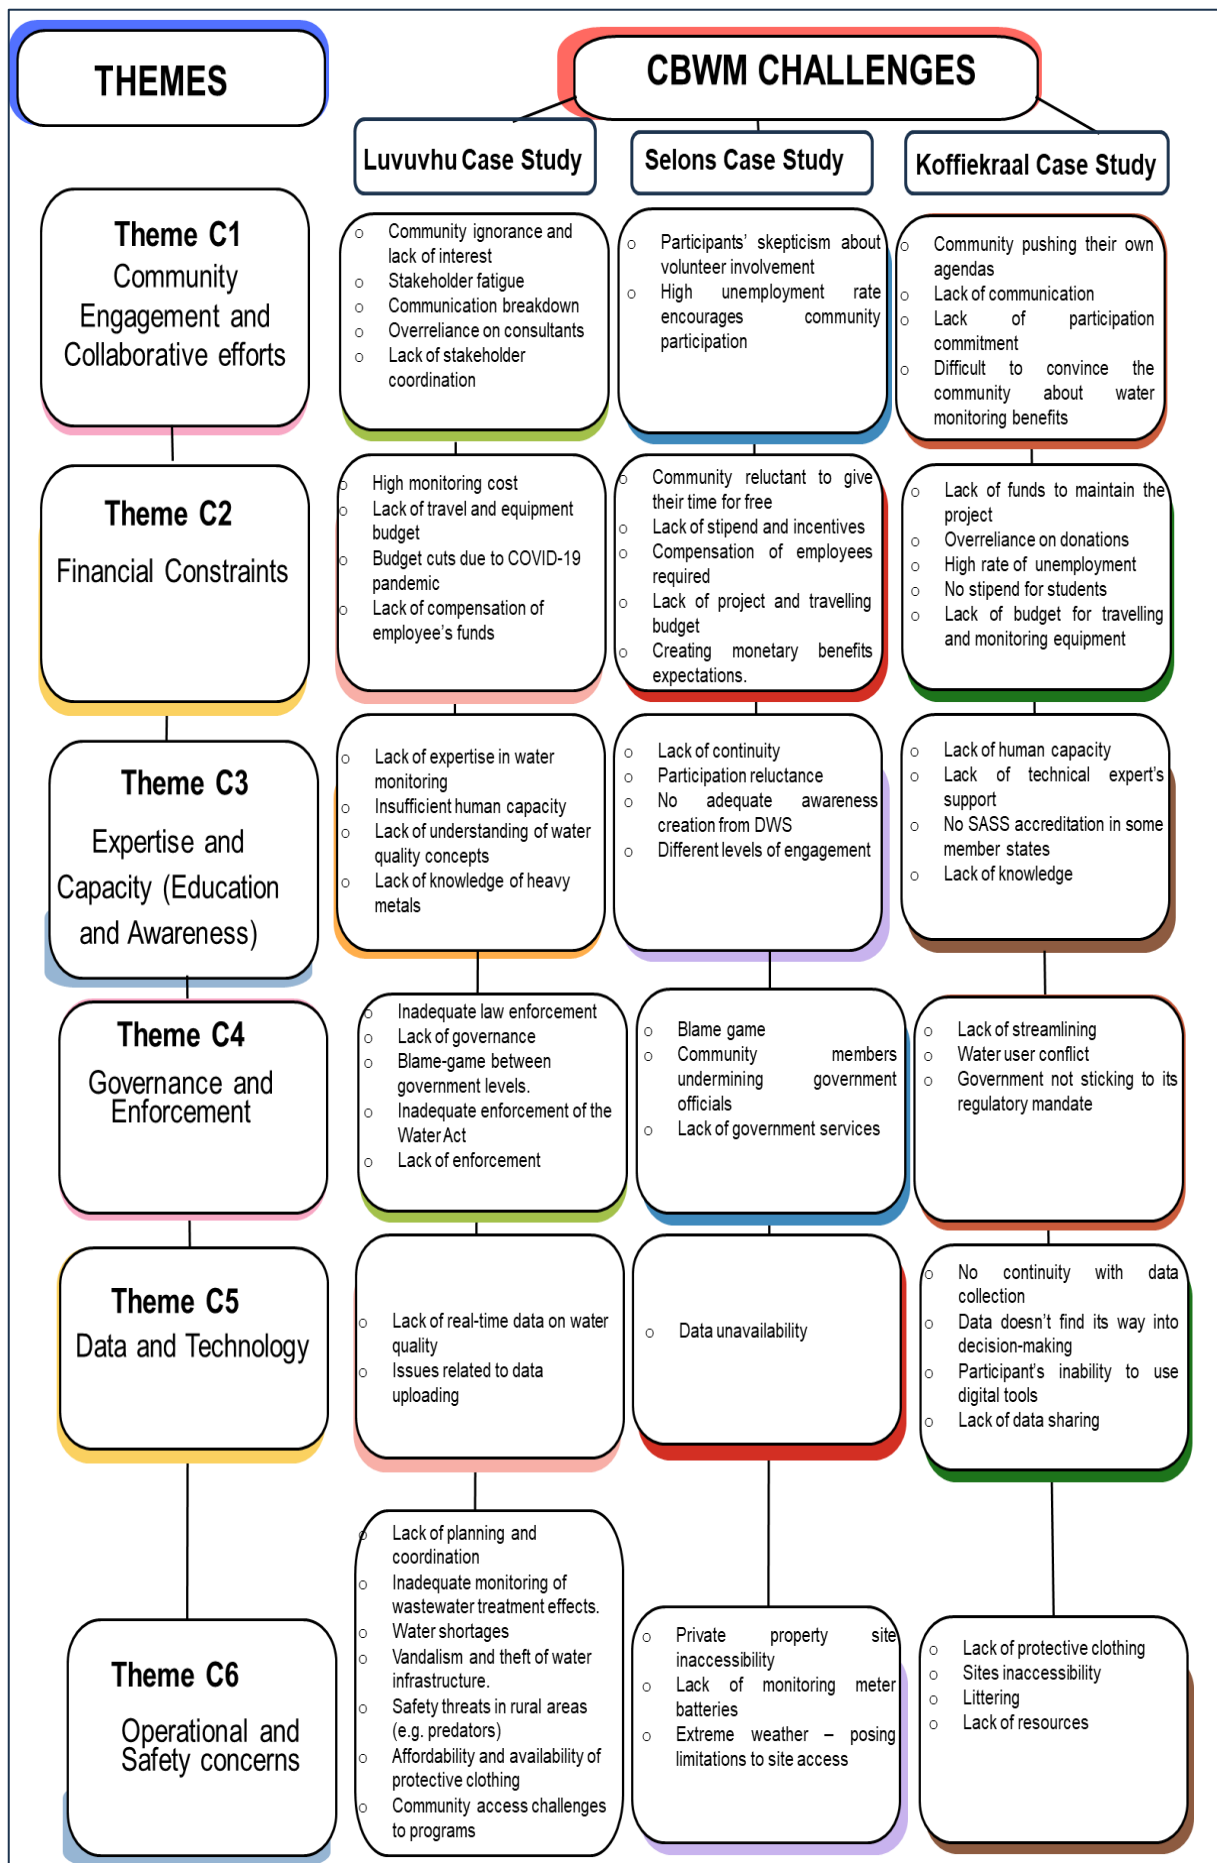 THEMES
CBWM CHALLENGES
Luvuvhu Case Study
Selons Case Study
Koffiekraal Case Study
Theme C1
Community
Engagement and
Collaborative efforts
o Community ignorance and
lack of interest
o Stakeholder fatigue
o Communication breakdown
o Overreliance on consultants
o Lack of stakeholder
coordination
o Participants' skepticism about
volunteer involvement
o High unemployment rate
encourages community
participation
o Community pushing their own
agendas
o Lack of communication
o Lack of participation
commitment
o Difficult to convince the
community about water
monitoring benefits
Theme C2
Financial Constraints
o High monitoring cost
o Lack of travel and equipment
budget
o Budget cuts due to COVID-19
pandemic
o Lack of compensation of
employee's funds
o Community reluctant to give
their time for free
o Lack of stipend and incentives
o Compensation of employees
required
o Lack of project and travelling
budget
o Creating monetary benefits
expectations.
o Lack of funds to maintain the
project
o Overreliance on donations
o High rate of unemployment
o No stipend for students
o Lack of budget for travelling
and monitoring equipment
Theme C3
Expertise and
Capacity (Education
and Awareness)
o Lack of expertise in water
monitoring
o Insufficient human capacity
o Lack of understanding of water
quality concepts
o Lack of knowledge of heavy
metals
o Lack of continuity
o Participation reluctance
o No adequate awareness
creation from DWS
o Different levels of engagement
o Lack of human capacity
o Lack of technical expert's
support
o No SASS accreditation in some
member states
o Lack of knowledge
Theme C4
Governance and
Enforcement
o Inadequate law enforcement
o Lack of governance
o Blame-game between
government levels.
o Inadequate enforcement of the
Water Act
o Lack of enforcement
o Blame game
o Community members
undermining government
officials
o Lack of government services
o Lack of streamlining
o Water user conflict
o Government not sticking to its
regulatory mandate
Theme C5
Data and Technology
o Lack of real-time data on water
quality
o Issues related to data
uploading
o Data unavailability
o No continuity with data
collection
o Data doesn't find its way into
decision-making
o Participant's inability to use
digital tools
o Lack of data sharing
Theme C6
Operational and
Safety concerns
o Lack of planning and
coordination
o Inadequate monitoring of
wastewater treatment effects.
o Water shortages
o Vandalism and theft of water
infrastructure.
o Safety threats in rural areas
(e.g. predators)
o Affordability and availability of
protective clothing
o Community access challenges
to programs
o Private property site
inaccessibility
o Lack of monitoring meter
batteries
o Extreme weather – posing
limitations to site access
o Lack of protective clothing
o Sites inaccessibility
o Littering
o Lack of resources